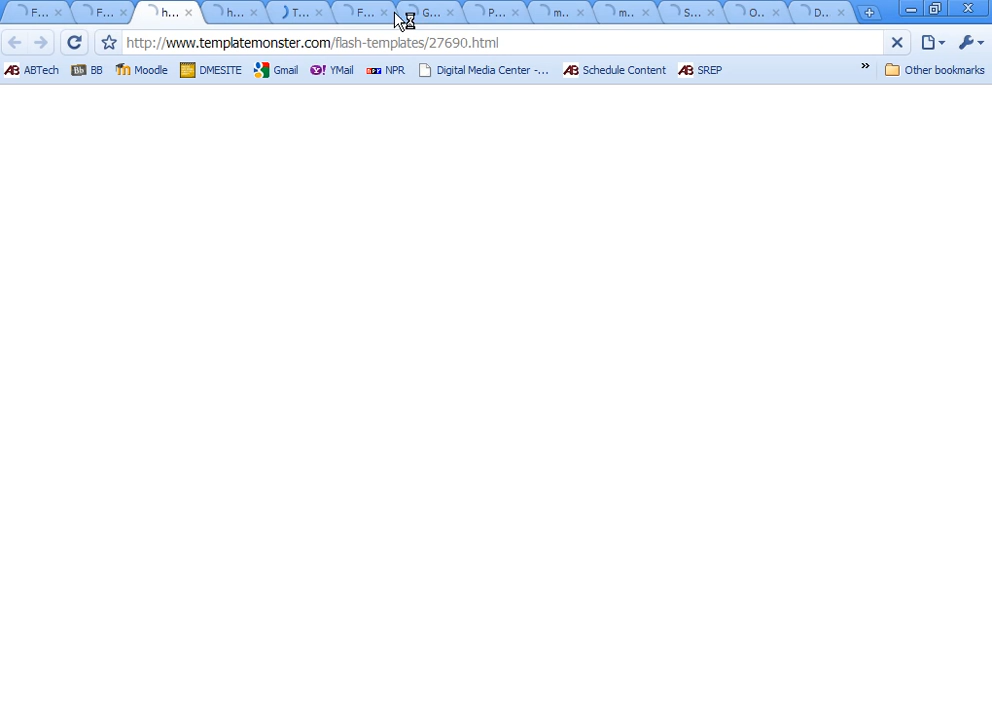 F... F... h... h... T... F... G... P... m.. m.. S... O.. D..
http://www.templatemonster.com/flash-templates/27690.html
ABTech BB Moodle DMESITE Gmail YMail NPR Digital Media Center -... Schedule Content SREP » Other bookmarks